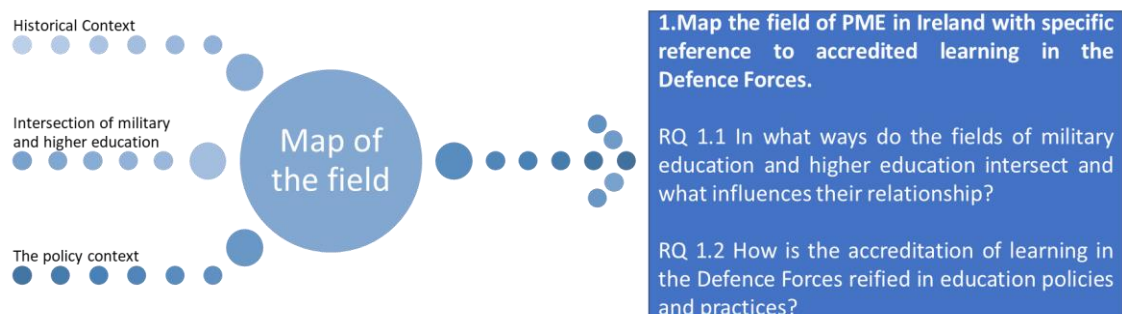 Historical Context
Intersection of military
and higher education
The policy context
Map of
the field
1.Map the field of PME in Ireland with specific
reference to accredited learning in the
Defence Forces.
RQ 1.1 In what ways do the fields of military
education and higher education intersect and
what influences their relationship?
RQ 1.2 How is the accreditation of learning in
the Defence Forces reified in education policies
and practices?